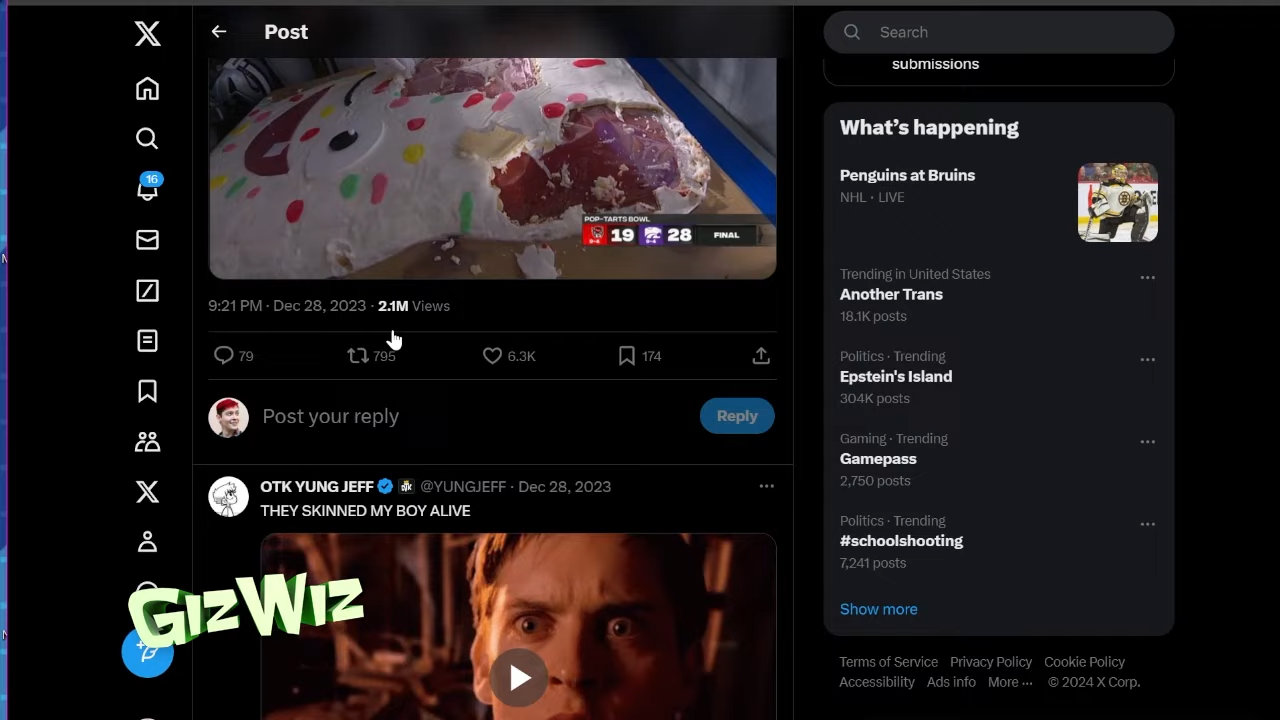 Post
Search
submissions
What's happening
Penguins at Bruins
NHL · LIVE
Trending in United States
Another Trans
18.1K posts
Politics · Trending
Epstein's Island
304K posts
Gaming · Trending
Gamepass
2,750 posts
Politics · Trending
#schoolshooting
7,241 posts
Show more
Terms of Service Privacy Policy Cookie Policy
Accessibility Ads info More ··· © 2024 X Corp.
16
POP-TARTS BOWL
9-4 19 9-4 28 FINAL
9:21 PM · Dec 28, 2023 · 2.1M Views
79 795 6.3K 174
Post your reply
Reply
OTK YUNG JEFF @YUNGJEFF · Dec 28, 2023
THEY SKINNED MY BOY ALIVE
GIZWIZ